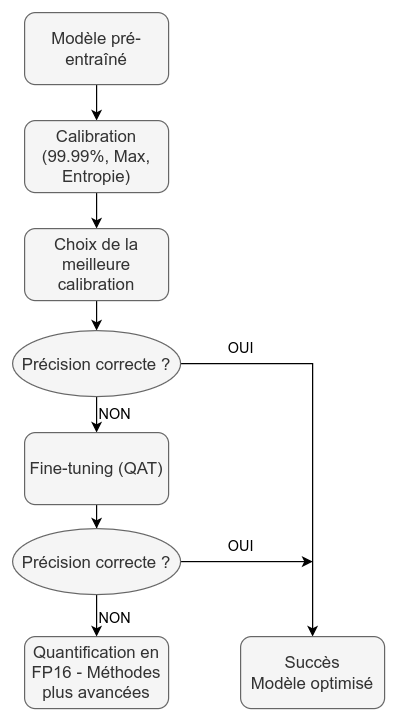 Modèle pré-
entraîné
Calibration
(99.99%, Max,
Entropie)
Choix de la
meilleure
calibration
Précision correcte ?
OUI
NON
Fine-tuning (QAT)
Précision correcte ?
OUI
NON
Quantification en
FP16 - Méthodes
plus avancées
Succès
Modèle optimisé